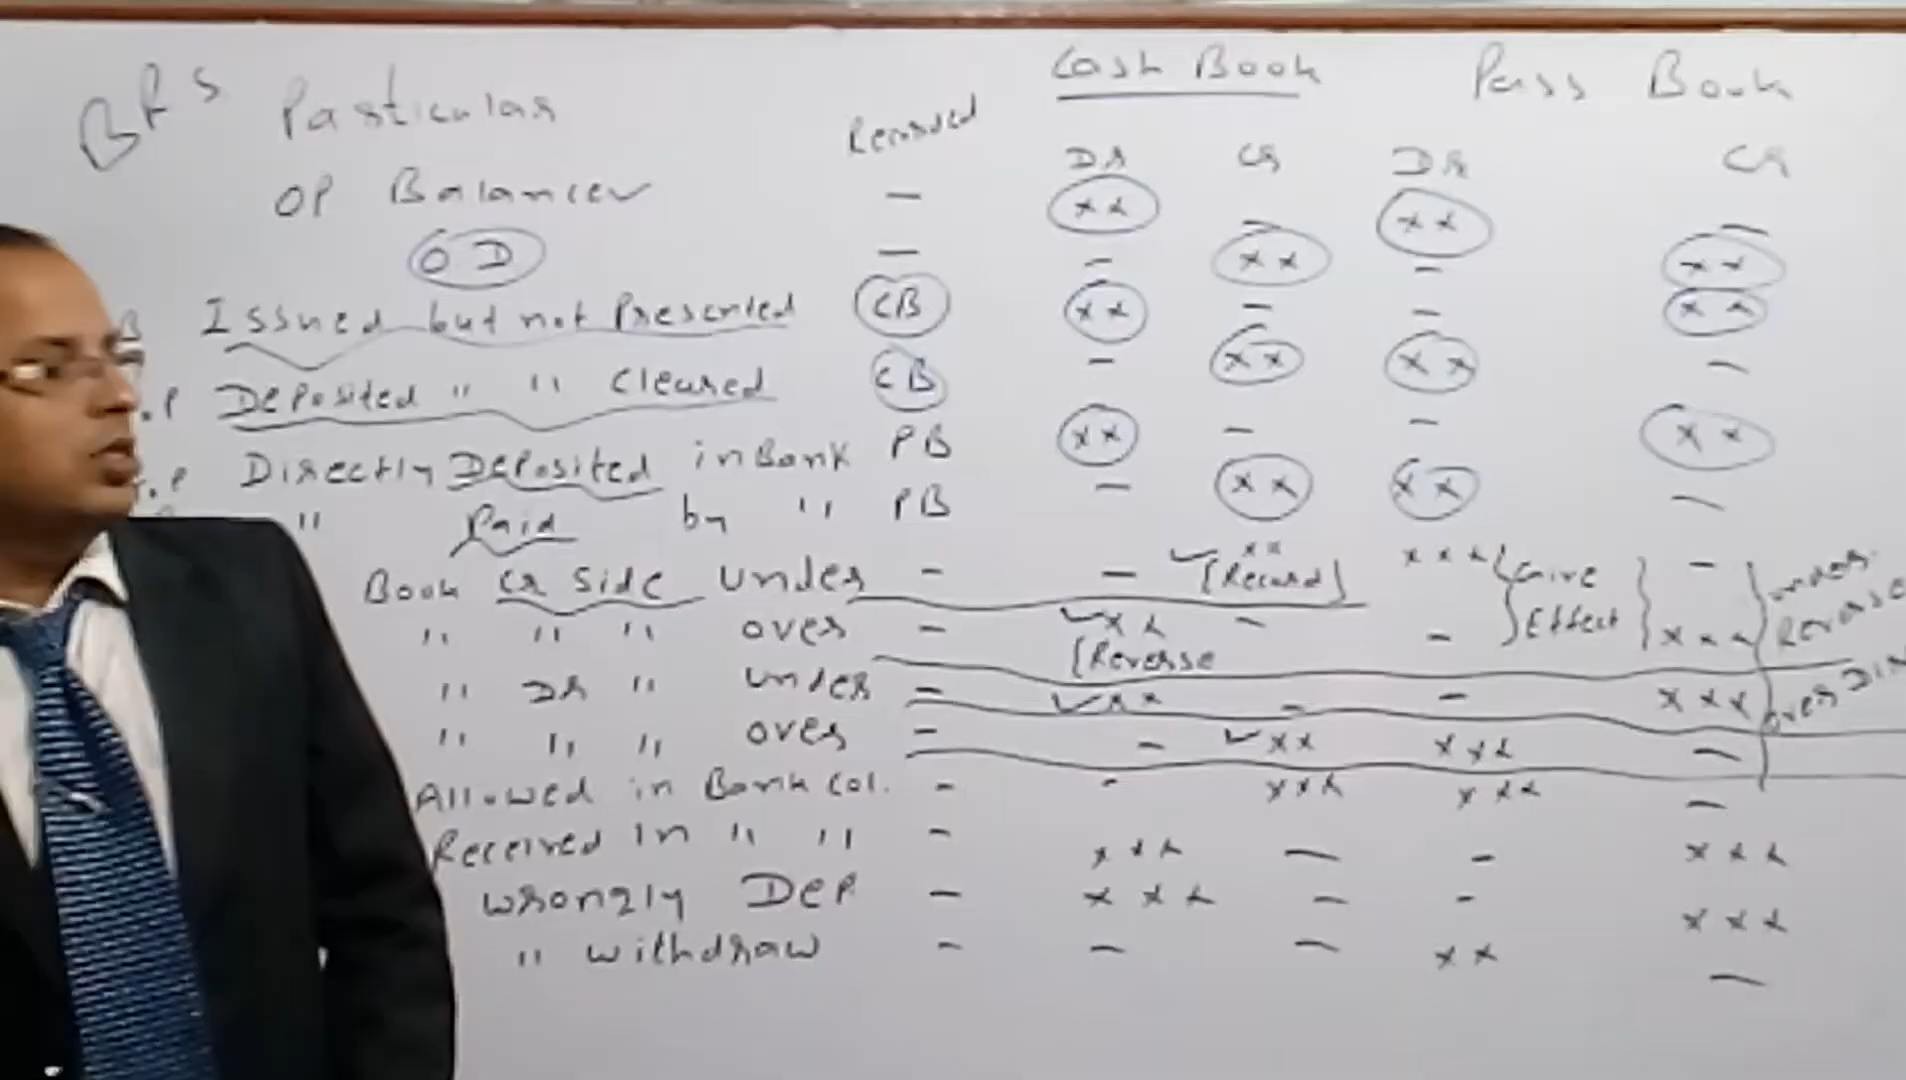 BRS Particular Recorded Cash Book Pass Book
Dr Cr Dr Cr
OP Balances - xx - xx -
OD - - xx - xx
Issued but not Presented CB xx - - xx
.P Deposited " " Cleared CB - xx xx -
.P Directly Deposited in Bank PB xx - - xx
" Paid by " PB - xx xx -
Book Cr Side Under - - xx [Record] xxx Give Effect - under Reverse
" " " over - xx [Reverse - - xxx
" Dr " under - xx - - xxx over
" " " over - - xx xxx -
Allowed in Bank Col. - - xxx xxx -
Received in " " - xxx - - xxx
wrongly Dep - xxx - - xxx
" withdraw - - - xx -